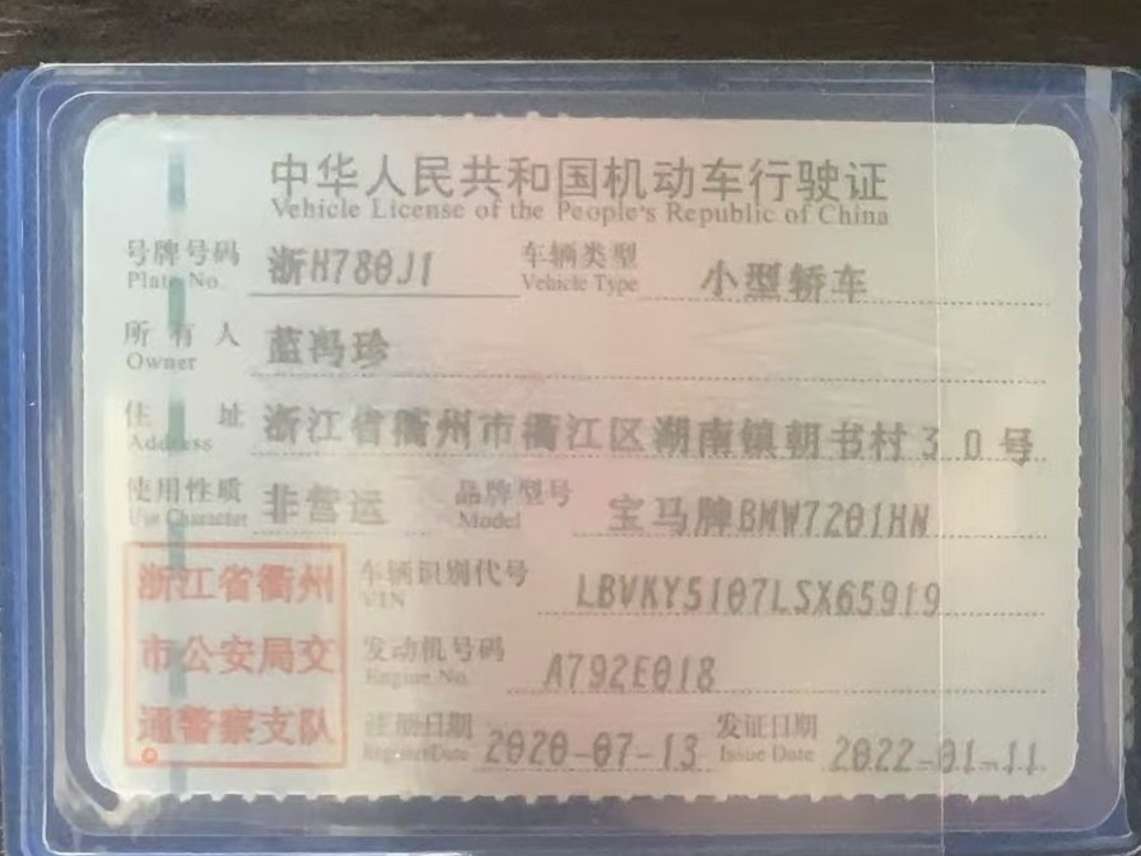 中华人民共和国机动车行驶证
Vehicle License of the People's Republic of China
号牌号码 浙H780J1 车辆类型 小型轿车
Plate No. Vehicle Type
所有人 蓝冯珍
Owner
住址 浙江省衢州市衢江区湖南镇朝书村30号
Address
使用性质 非营运 品牌型号 宝马牌BMW7201HN
Use Character Model
浙江省衢州
市公安局交
通警察支队
车辆识别代号 LBVKY5107LSX65919
VIN
发动机号码 A792E018
Engine No.
注册日期 2020-07-13 发证日期 2022-01-11
Register Date Issue Date